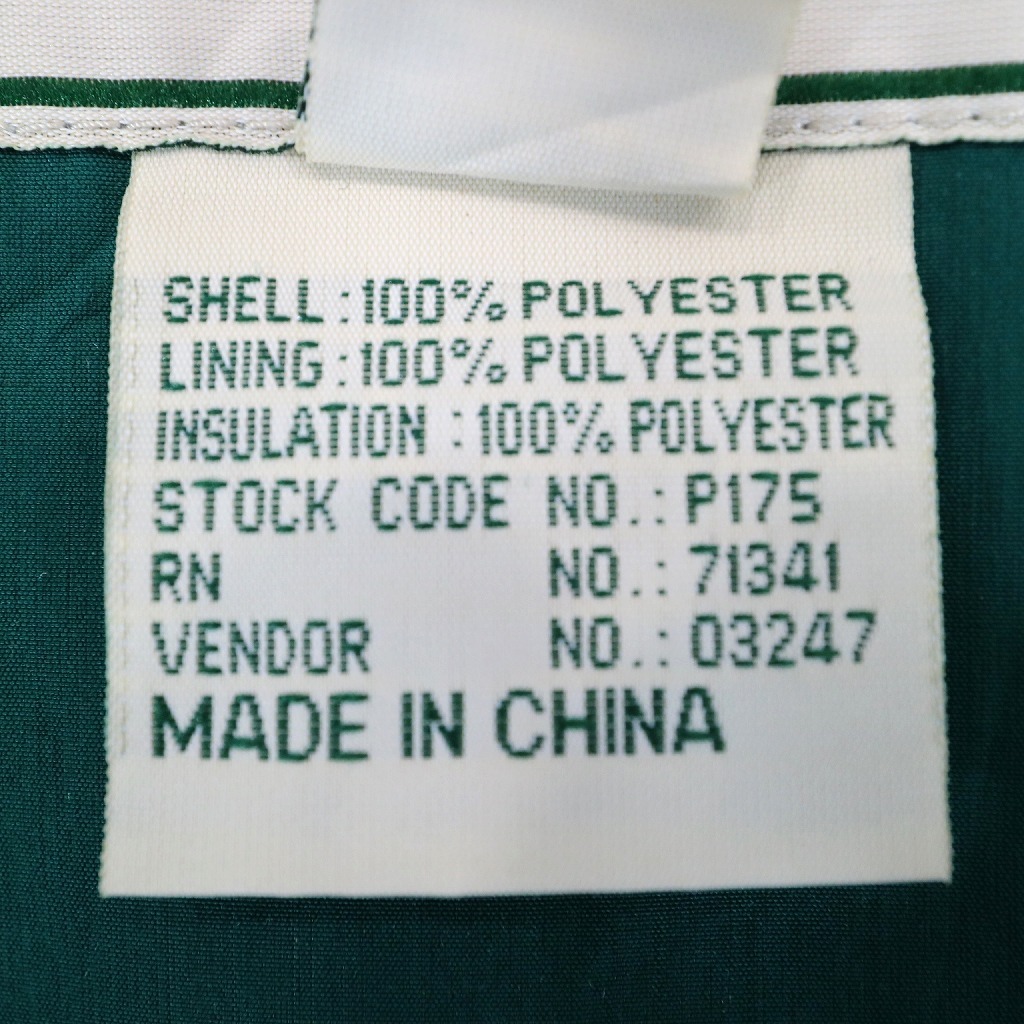 SHELL : 100% POLYESTER
LINING : 100% POLYESTER
INSULATION : 100% POLYESTER
STOCK CODE NO. : P175
RN NO. : 71341
VENDOR NO. : 03247
MADE IN CHINA